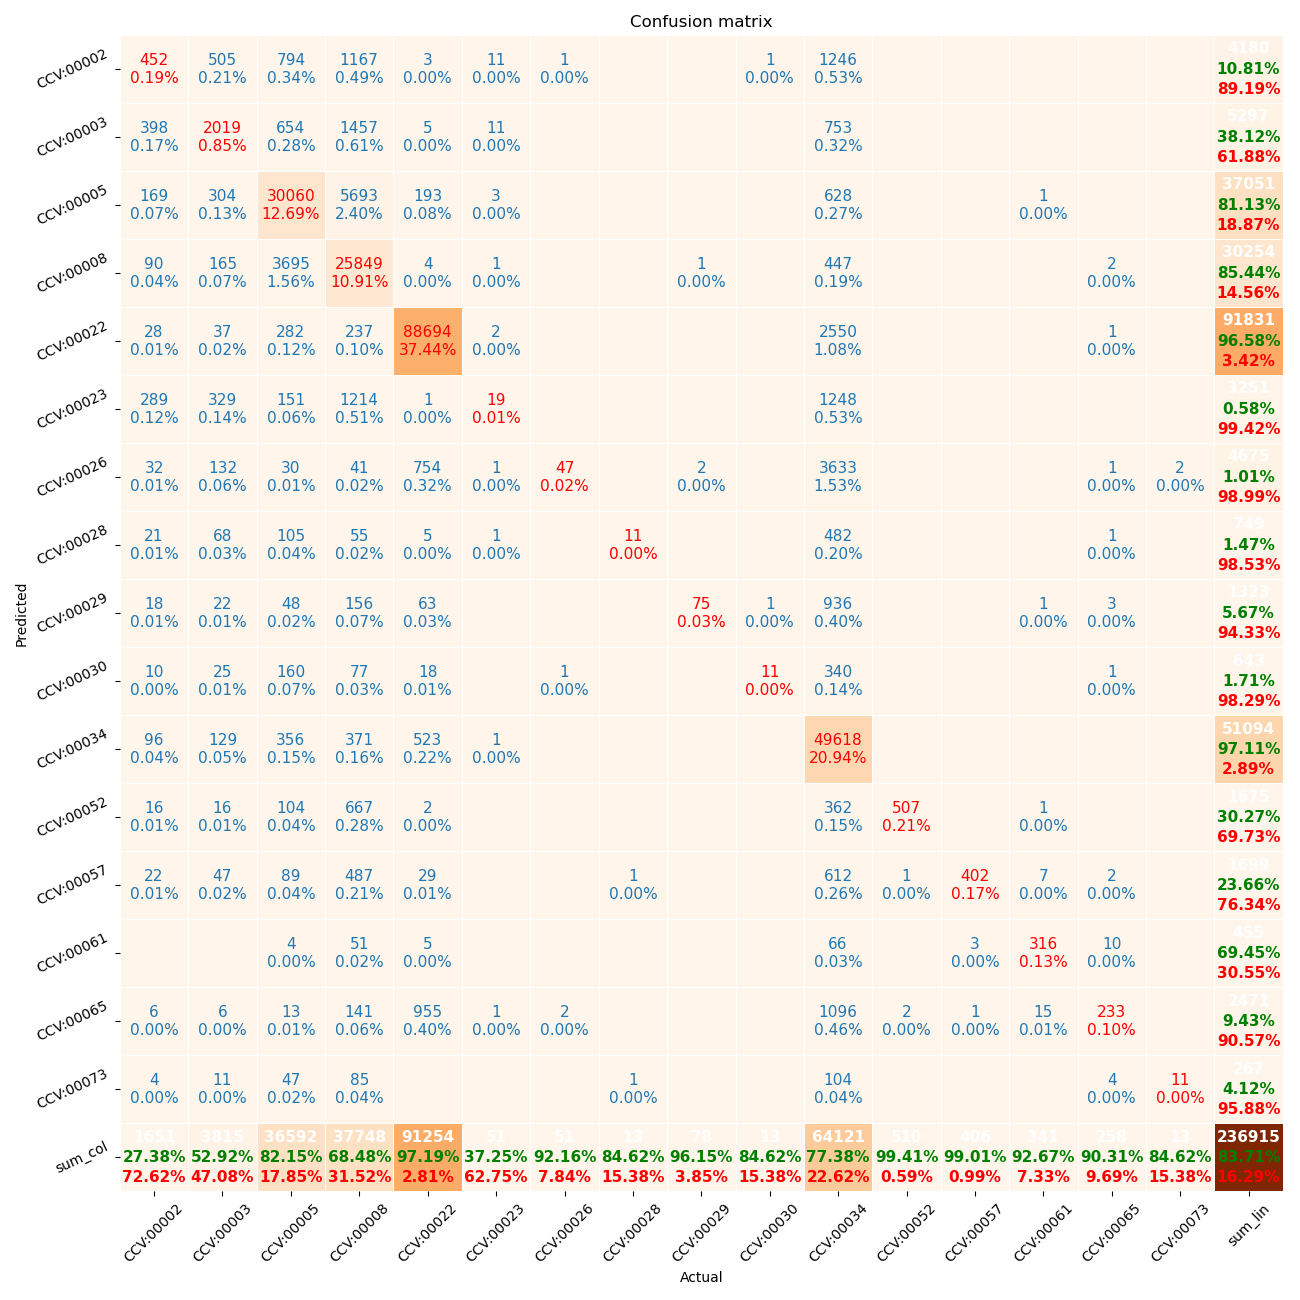 Confusion matrix
Predicted
CCV:00002
452 505 794 1167 3 11 1 1 1246
0.19% 0.21% 0.34% 0.49% 0.00% 0.00% 0.00% 0.00% 0.53%
4180
10.81%
89.19%
CCV:00003
398 2019 654 1457 5 11 753
0.17% 0.85% 0.28% 0.61% 0.00% 0.00% 0.32%
5297
38.12%
61.88%
CCV:00005
169 304 30060 5693 193 3 628 1
0.07% 0.13% 12.69% 2.40% 0.08% 0.00% 0.27% 0.00%
37051
81.13%
18.87%
CCV:00008
90 165 3695 25849 4 1 1 447 2
0.04% 0.07% 1.56% 10.91% 0.00% 0.00% 0.00% 0.19% 0.00%
30254
85.44%
14.56%
CCV:00022
28 37 282 237 88694 2 2550 1
0.01% 0.02% 0.12% 0.10% 37.44% 0.00% 1.08% 0.00%
91831
96.58%
3.42%
CCV:00023
289 329 151 1214 1 19 1248
0.12% 0.14% 0.06% 0.51% 0.00% 0.01% 0.53%
3251
0.58%
99.42%
CCV:00026
32 132 30 41 754 1 47 2 3633 1 2
0.01% 0.06% 0.01% 0.02% 0.32% 0.00% 0.02% 0.00% 1.53% 0.00% 0.00%
4675
1.01%
98.99%
CCV:00028
21 68 105 55 5 1 11 482 1
0.01% 0.03% 0.04% 0.02% 0.00% 0.00% 0.00% 0.20% 0.00%
749
1.47%
98.53%
CCV:00029
18 22 48 156 63 75 1 936 1 3
0.01% 0.01% 0.02% 0.07% 0.03% 0.03% 0.00% 0.40% 0.00% 0.00%
1323
5.67%
94.33%
CCV:00030
10 25 160 77 18 1 11 340 1
0.00% 0.01% 0.07% 0.03% 0.01% 0.00% 0.00% 0.14% 0.00%
643
1.71%
98.29%
CCV:00034
96 129 356 371 523 1 49618
0.04% 0.05% 0.15% 0.16% 0.22% 0.00% 20.94%
51094
97.11%
2.89%
CCV:00052
16 16 104 667 2 362 507 1
0.01% 0.01% 0.04% 0.28% 0.00% 0.15% 0.21% 0.00%
1675
30.27%
69.73%
CCV:00057
22 47 89 487 29 1 612 1 402 7 2
0.01% 0.02% 0.04% 0.21% 0.01% 0.00% 0.26% 0.00% 0.17% 0.00% 0.00%
1699
23.66%
76.34%
CCV:00061
4 51 5 66 3 316 10
0.00% 0.02% 0.00% 0.03% 0.00% 0.13% 0.00%
455
69.45%
30.55%
CCV:00065
6 6 13 141 955 1 2 1096 2 1 15 233
0.00% 0.00% 0.01% 0.06% 0.40% 0.00% 0.00% 0.46% 0.00% 0.00% 0.01% 0.10%
2471
9.43%
90.57%
CCV:00073
4 11 47 85 1 104 4 11
0.00% 0.00% 0.02% 0.04% 0.00% 0.04% 0.00% 0.00%
267
4.12%
95.88%
sum_col
1651 3815 36592 37748 91254 51 51 13 78 13 64121 510 406 341 258 13 236915
27.38% 52.92% 82.15% 68.48% 97.19% 37.25% 92.16% 84.62% 96.15% 84.62% 77.38% 99.41% 99.01% 92.67% 90.31% 84.62% 83.71%
72.62% 47.08% 17.85% 31.52% 2.81% 62.75% 7.84% 15.38% 3.85% 15.38% 22.62% 0.59% 0.99% 7.33% 9.69% 15.38% 16.29%
CCV:00002 CCV:00003 CCV:00005 CCV:00008 CCV:00022 CCV:00023 CCV:00026 CCV:00028 CCV:00029 CCV:00030 CCV:00034 CCV:00052 CCV:00057 CCV:00061 CCV:00065 CCV:00073 sum_lin
Actual